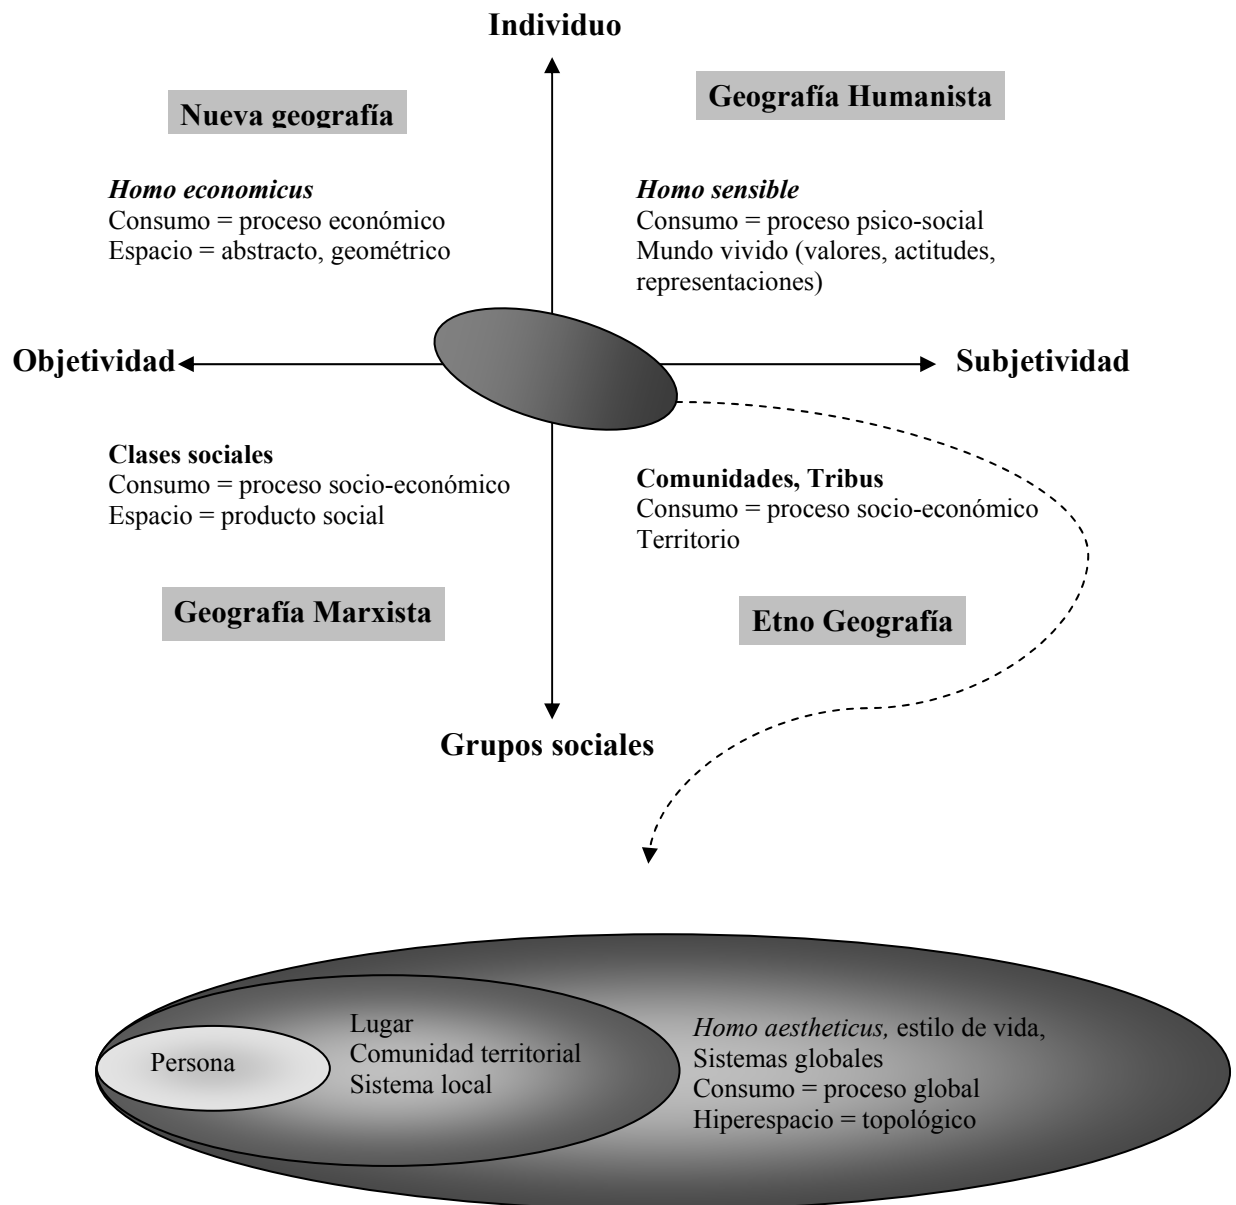 Individuo
Nueva geografía
Geografía Humanista
Homo economicus
Consumo = proceso económico
Espacio = abstracto, geométrico
Homo sensible
Consumo = proceso psico-social
Mundo vivido (valores, actitudes,
representaciones)
Objetividad
Subjetividad
Clases sociales
Consumo = proceso socio-económico
Espacio = producto social
Comunidades, Tribus
Consumo = proceso socio-económico
Territorio
Geografía Marxista
Etno Geografía
Grupos sociales
Persona
Lugar
Comunidad territorial
Sistema local
Homo aestheticus, estilo de vida,
Sistemas globales
Consumo = proceso global
Hiperespacio = topológico